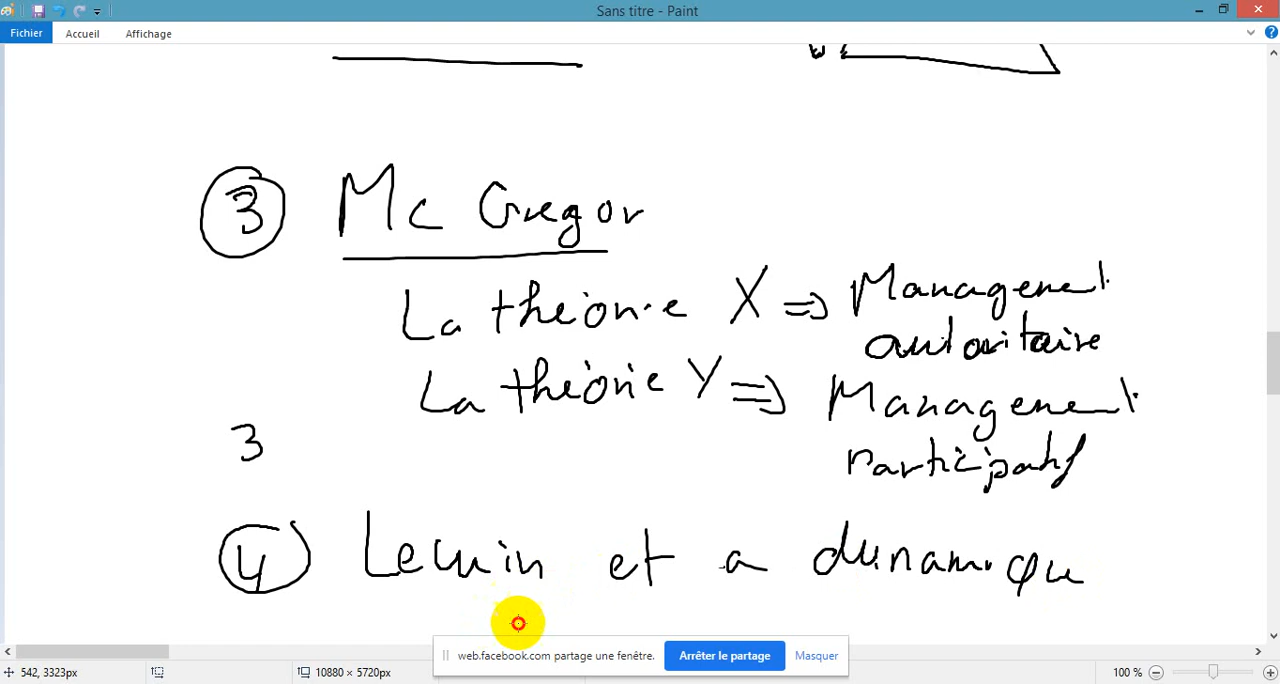 Sans titre - Paint
Fichier Accueil Affichage
3 Mc Gregor
La théorie X => Management
autoritaire
La théorie Y => Management
participatif
3
4 Lewin et a dynamique
web.facebook.com partage une fenêtre. Arrêter le partage Masquer
542, 3323px 10880 × 5720px 100 %